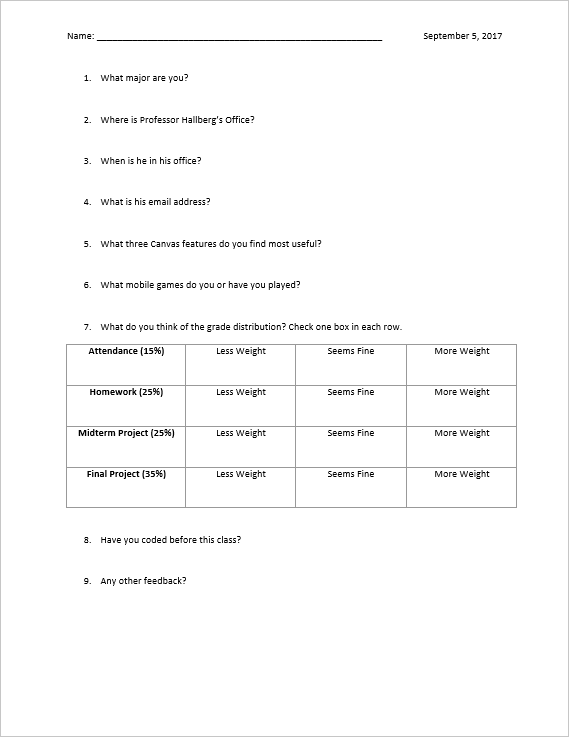 Name: _______________________________________________________ September 5, 2017
1. What major are you?
2. Where is Professor Hallberg's Office?
3. When is he in his office?
4. What is his email address?
5. What three Canvas features do you find most useful?
6. What mobile games do you or have you played?
7. What do you think of the grade distribution? Check one box in each row.
Attendance (15%) Less Weight Seems Fine More Weight
Homework (25%) Less Weight Seems Fine More Weight
Midterm Project (25%) Less Weight Seems Fine More Weight
Final Project (35%) Less Weight Seems Fine More Weight
8. Have you coded before this class?
9. Any other feedback?